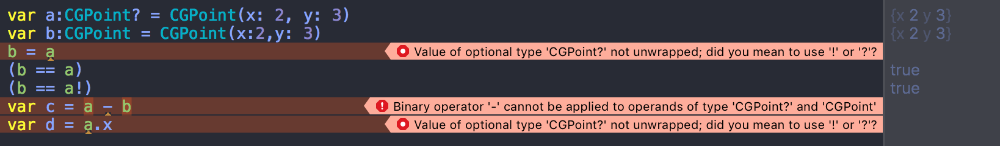 var a:CGPoint? = CGPoint(x: 2, y: 3) {x 2 y 3}
var b:CGPoint = CGPoint(x:2,y: 3) {x 2 y 3}
b = a Value of optional type 'CGPoint?' not unwrapped; did you mean to use '!' or '?'?
(b == a) true
(b == a!) true
var c = a - b Binary operator '-' cannot be applied to operands of type 'CGPoint?' and 'CGPoint'
var d = a.x Value of optional type 'CGPoint?' not unwrapped; did you mean to use '!' or '?'?